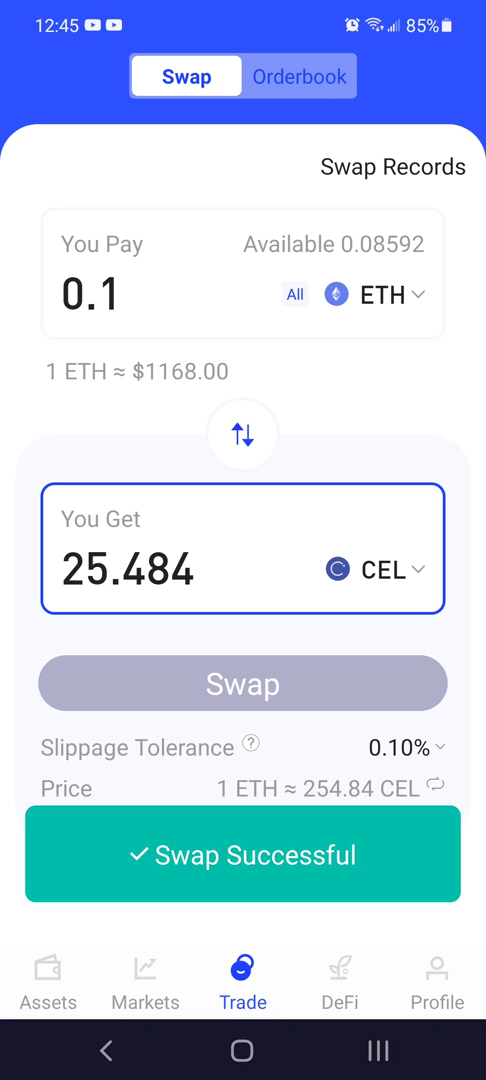 12:45 85%
Swap Orderbook
Swap Records
You Pay Available 0.08592
0.1 All ETH
1 ETH ≈ $1168.00
You Get
25.484 CEL
Swap
Slippage Tolerance ? 0.10%
Price 1 ETH ≈ 254.84 CEL
✓ Swap Successful
Assets Markets Trade DeFi Profile